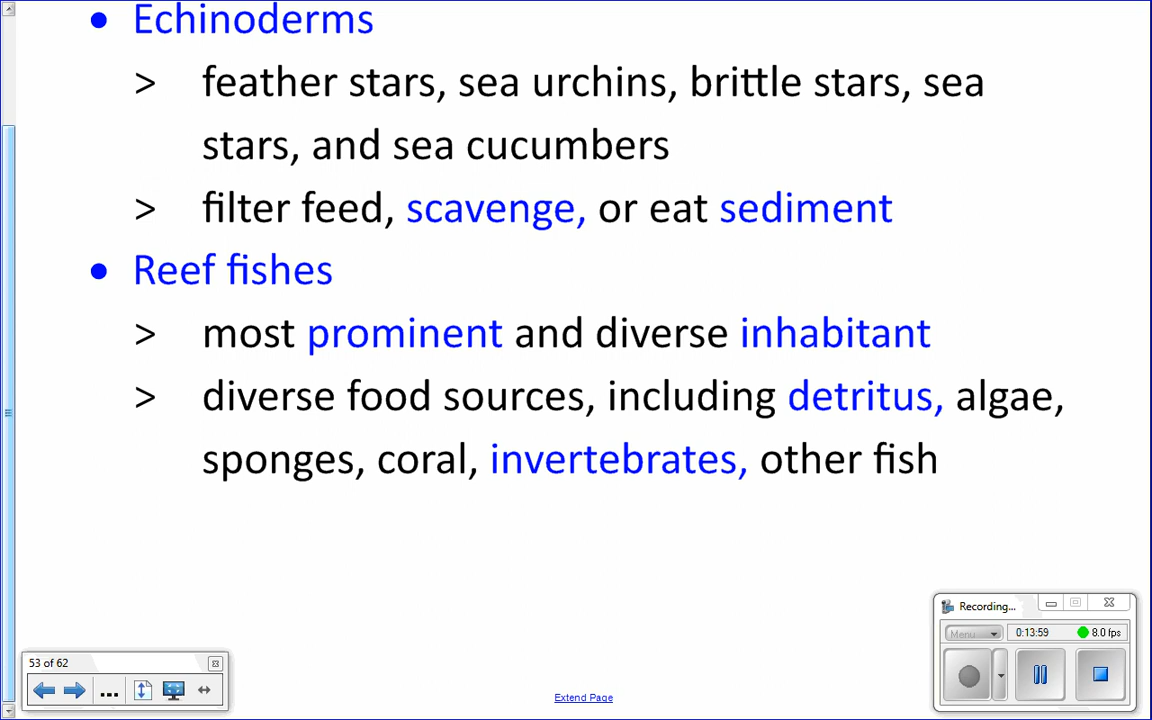 • Echinoderms
> feather stars, sea urchins, brittle stars, sea
stars, and sea cucumbers
> filter feed, scavenge, or eat sediment
• Reef fishes
> most prominent and diverse inhabitant
> diverse food sources, including detritus, algae,
sponges, coral, invertebrates, other fish
Recording...
Menu
0:13:59
8.0 fps
53 of 62
...
Extend Page